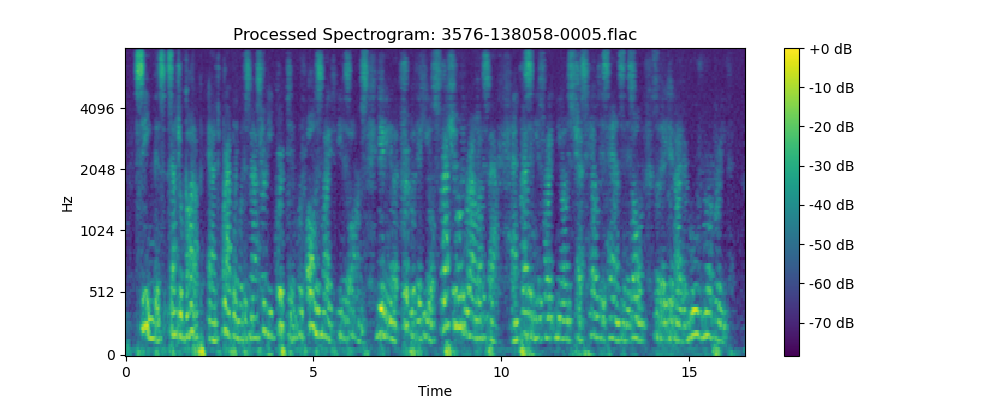 Processed Spectrogram: 3576-138058-0005.flac
Hz
4096
2048
1024
512
0
0
5
10
15
Time
+0 dB
-10 dB
-20 dB
-30 dB
-40 dB
-50 dB
-60 dB
-70 dB